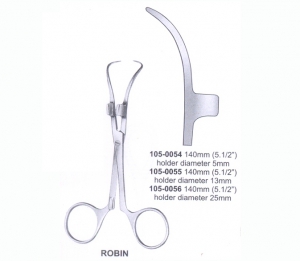 105-0054 140mm (5.1/2")
holder diameter 5mm
105-0055 140mm (5.1/2")
holder diameter 13mm
105-0056 140mm (5.1/2")
holder diameter 25mm
ROBIN